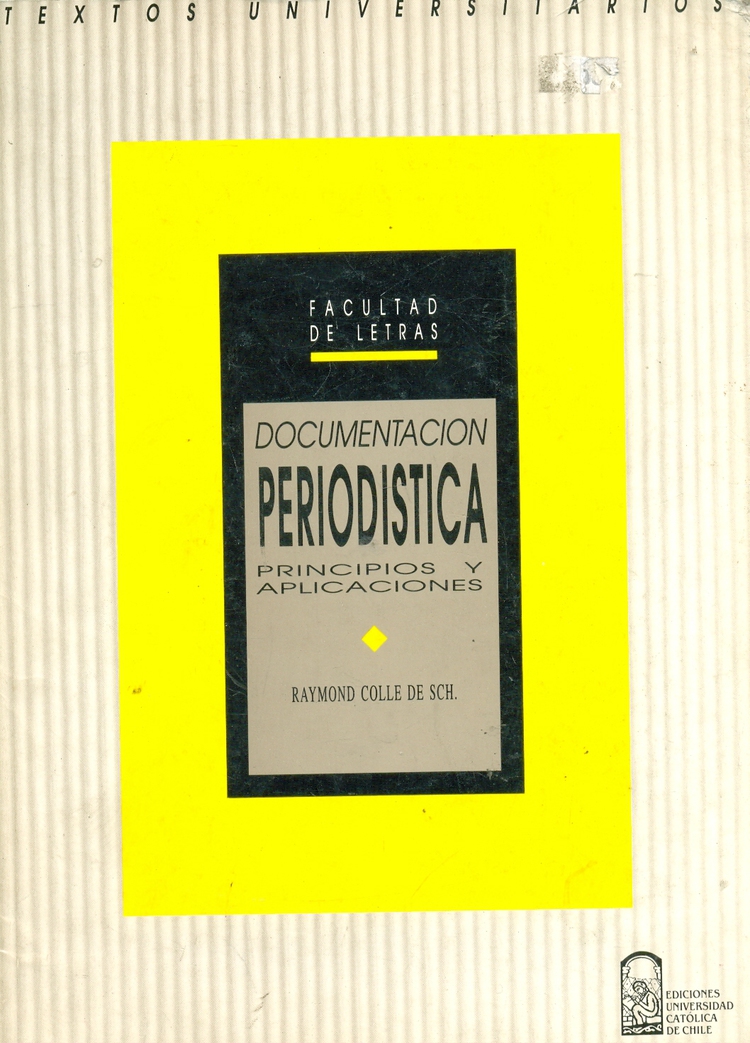 TEXTOS UNIVERSITARIOS
FACULTAD
DE LETRAS
DOCUMENTACION
PERIODISTICA
PRINCIPIOS Y
APLICACIONES
RAYMOND COLLE DE SCH.
EDICIONES
UNIVERSIDAD
CATÓLICA
DE CHILE